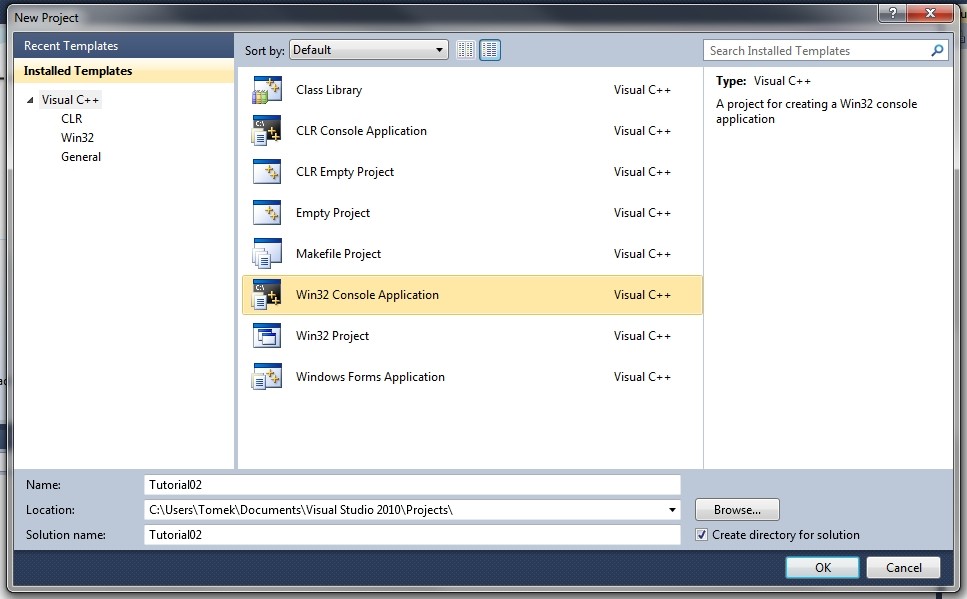 New Project
Recent Templates
Installed Templates
Visual C++
CLR
Win32
General
Sort by: Default
Search Installed Templates
Class Library Visual C++
CLR Console Application Visual C++
CLR Empty Project Visual C++
Empty Project Visual C++
Makefile Project Visual C++
Win32 Console Application Visual C++
Win32 Project Visual C++
Windows Forms Application Visual C++
Type: Visual C++
A project for creating a Win32 console
application
Name: Tutorial02
Location: C:\Users\Tomek\Documents\Visual Studio 2010\Projects\
Browse...
Solution name: Tutorial02
Create directory for solution
OK Cancel